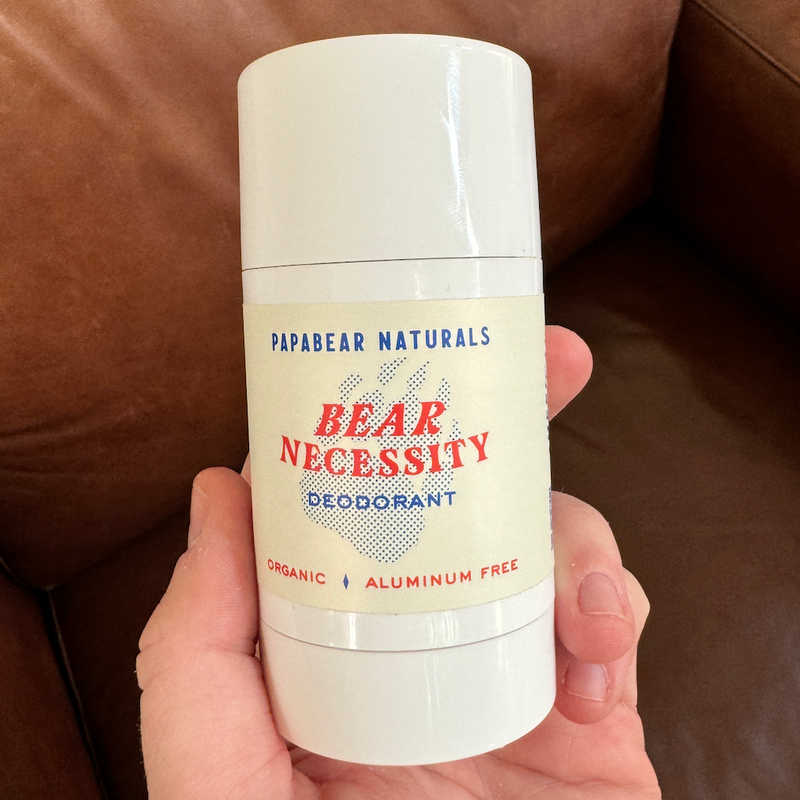 PAPABEAR NATURALS
BEAR
NECESSITY
DEODORANT
ORGANIC ♦ ALUMINUM FREE